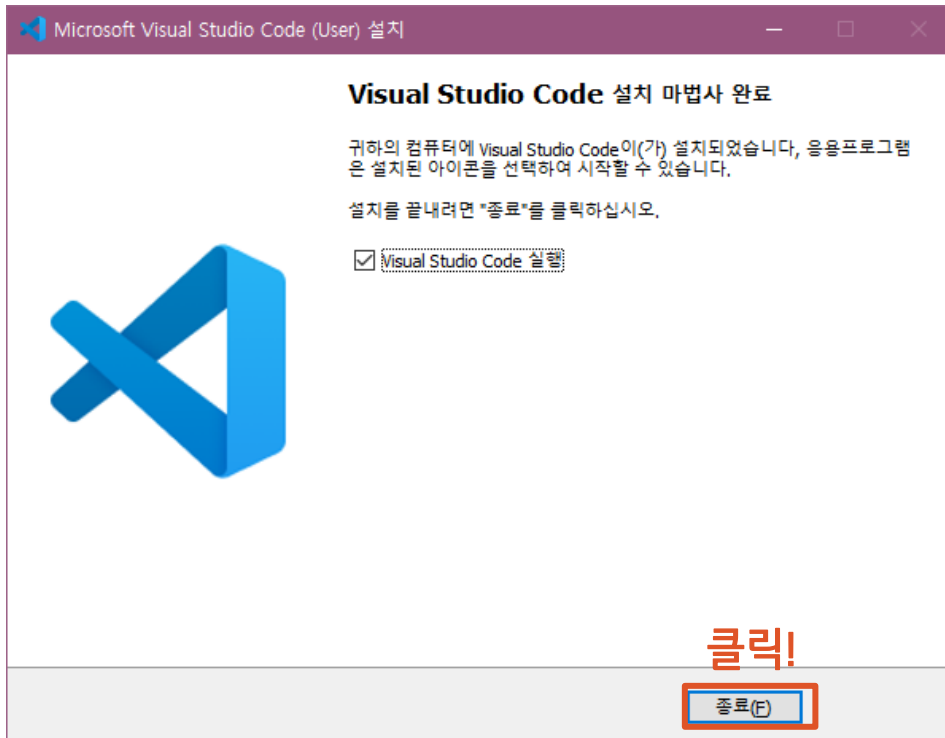 Microsoft Visual Studio Code (User) 설치
Visual Studio Code 설치 마법사 완료
귀하의 컴퓨터에 Visual Studio Code이(가) 설치되었습니다, 응용프로그램
은 설치된 아이콘을 선택하여 시작할 수 있습니다.
설치를 끝내려면 "종료"를 클릭하십시오.
Visual Studio Code 실행
클릭!
종료(F)